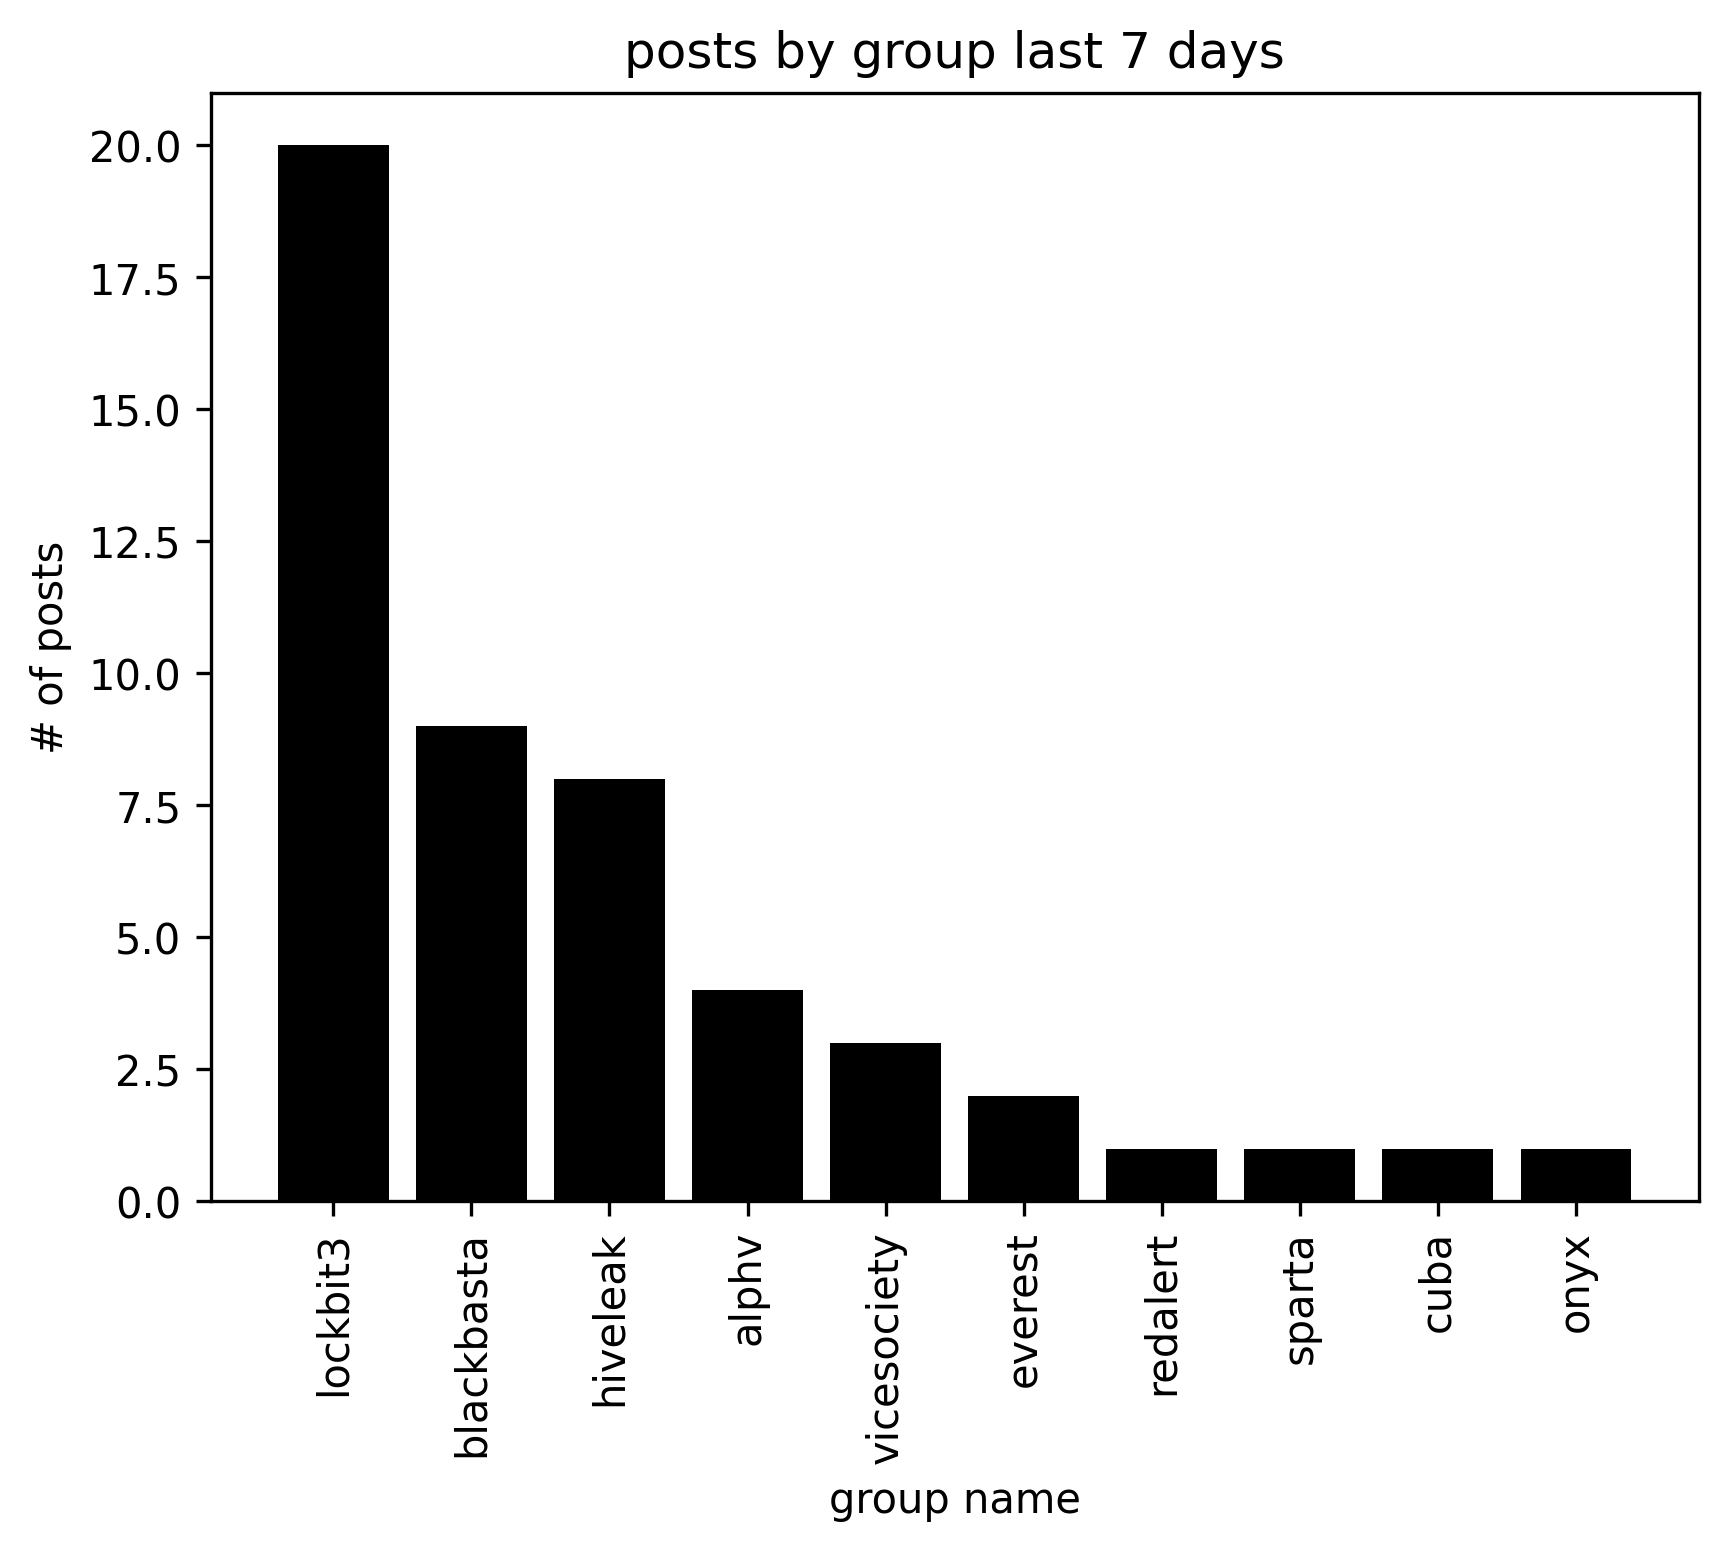 posts by group last 7 days
20.0
17.5
15.0
12.5
10.0
7.5
5.0
2.5
0.0
# of posts
lockbit3
blackbasta
hiveleak
alphv
vicesociety
everest
redalert
sparta
cuba
onyx
group name